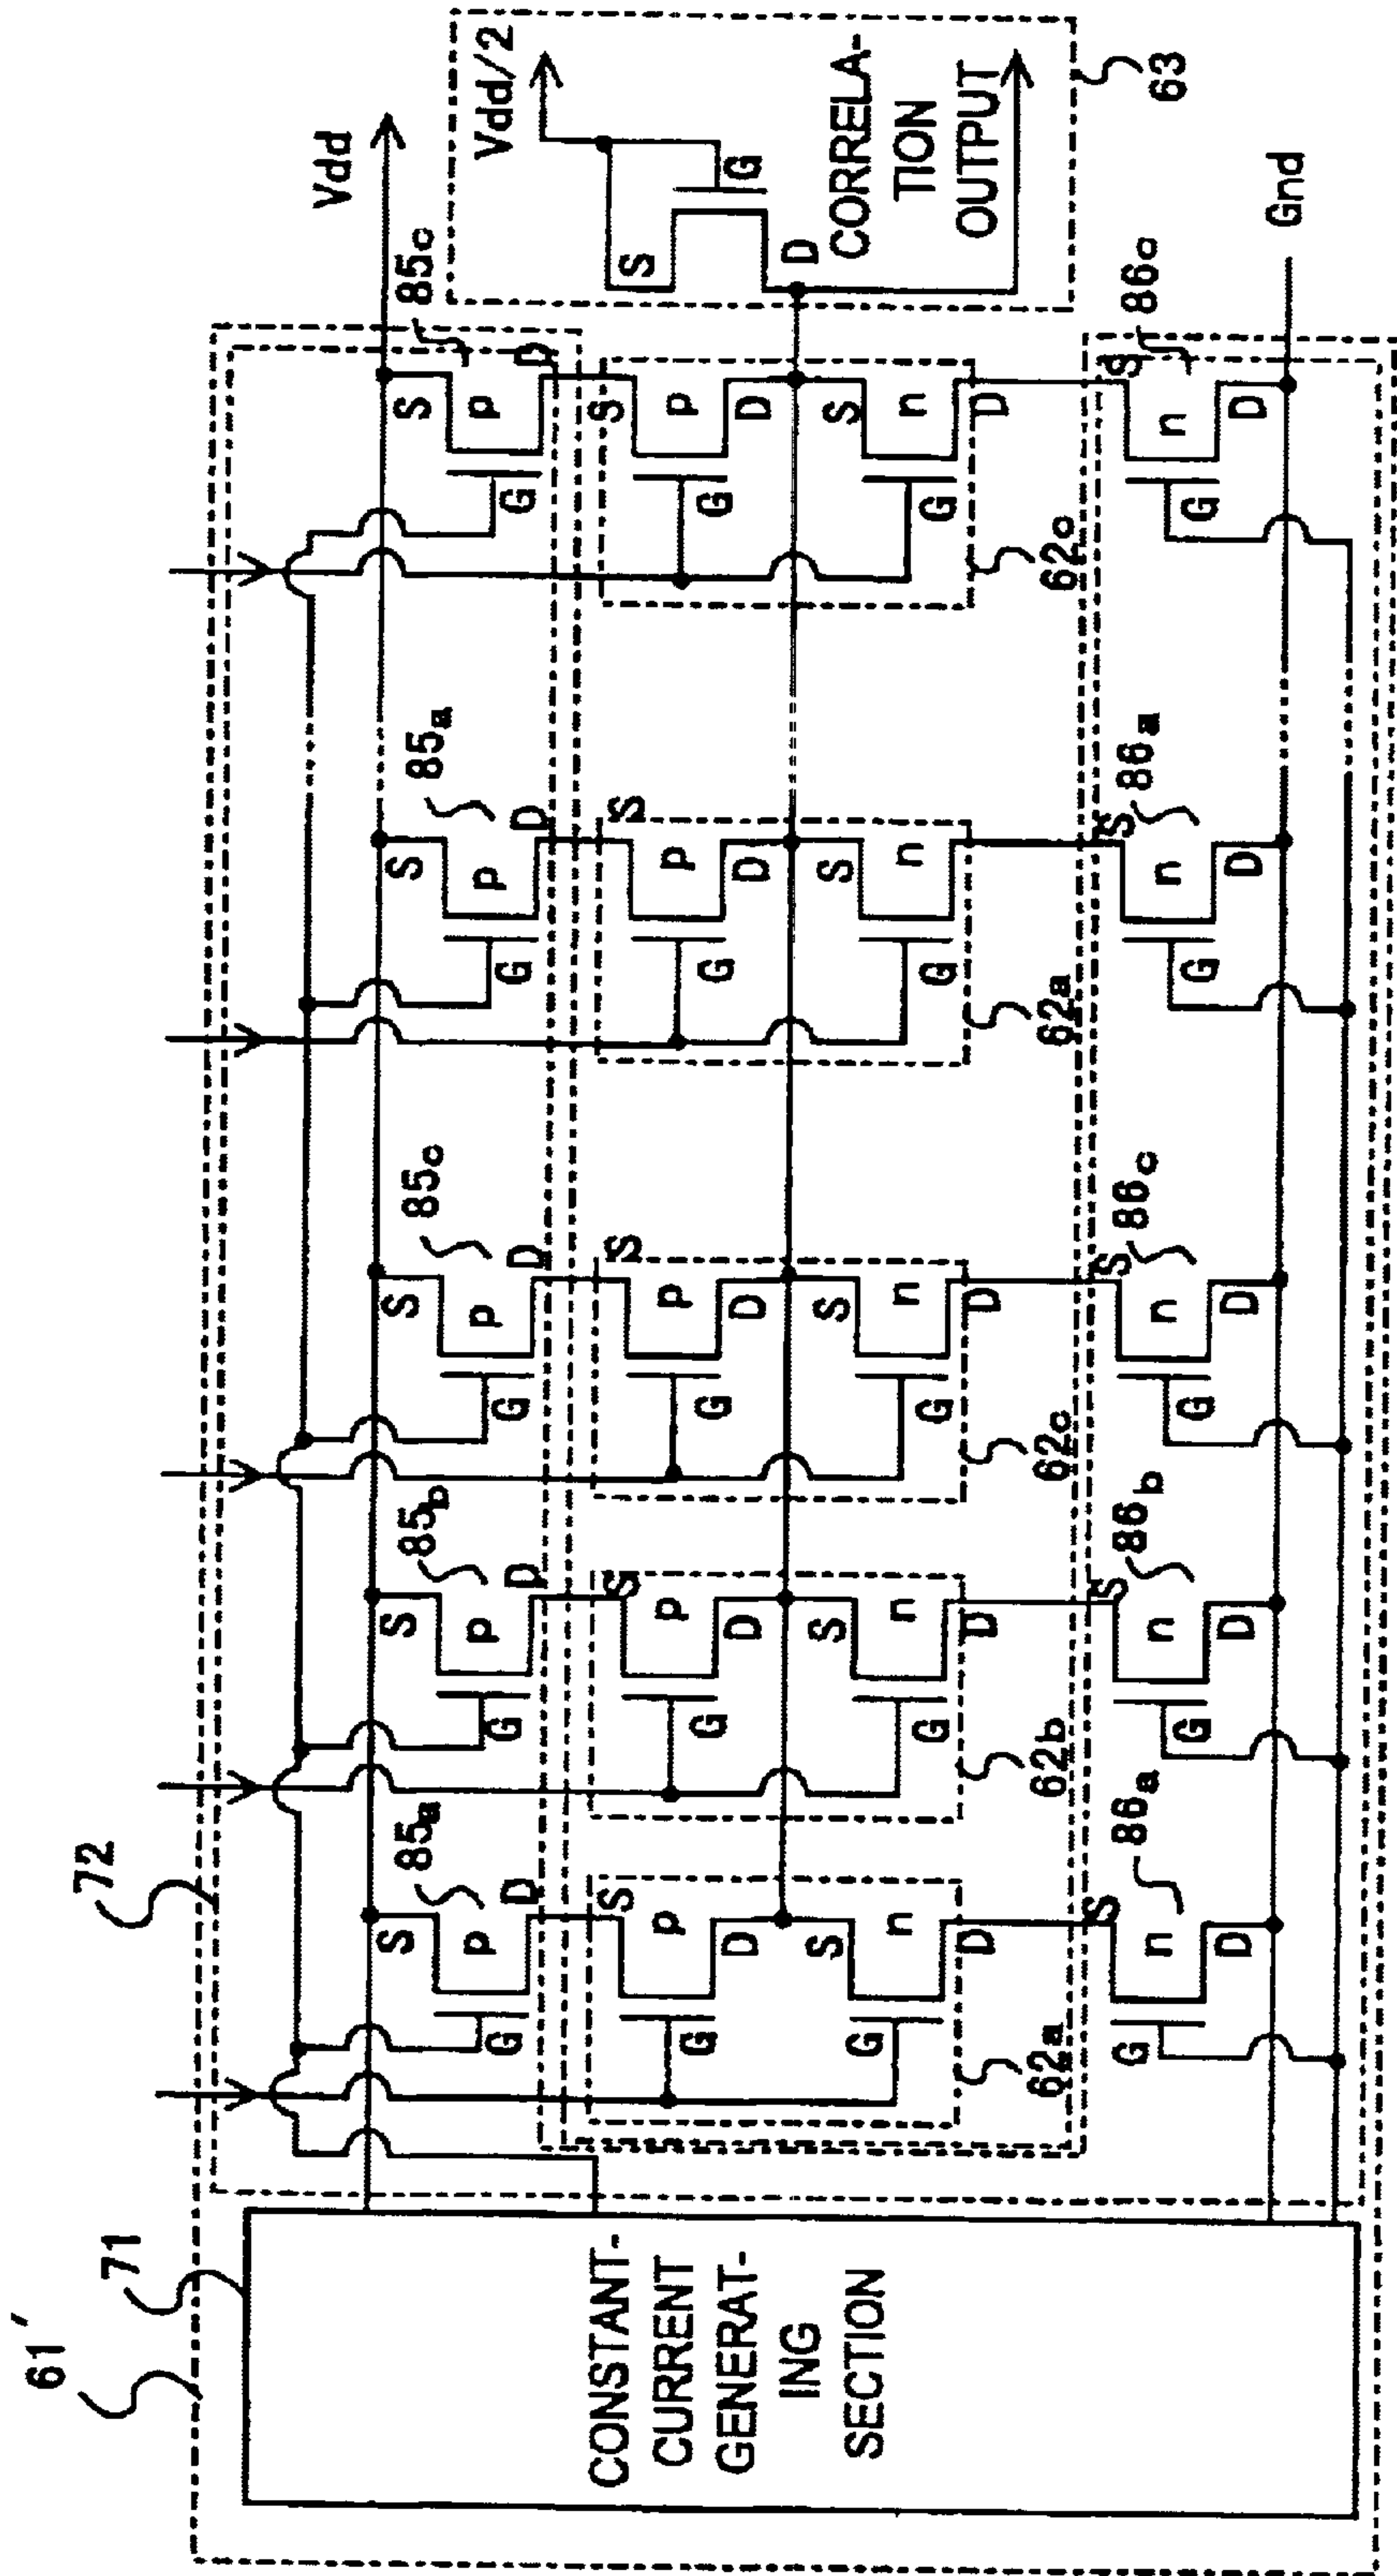 61'
71
72
CONSTANT-
CURRENT
GENERAT-
ING
SECTION
Vdd
85a
85b
85c
85a
85c
S S S S S
p p p p p
G G G G G
D D D D D
S S S S S
p p p p p
G G G G G
D D D D D
S S S S S
n n n n n
G G G G G
D D D D
62a
62b
62c
62a
62c
86a
86b
86c
86a
86c
S S S S S
n n n n n
G G G G G
D D D D D
Gnd
Vdd/2
S
G
D
CORRELA-
TION
OUTPUT
63